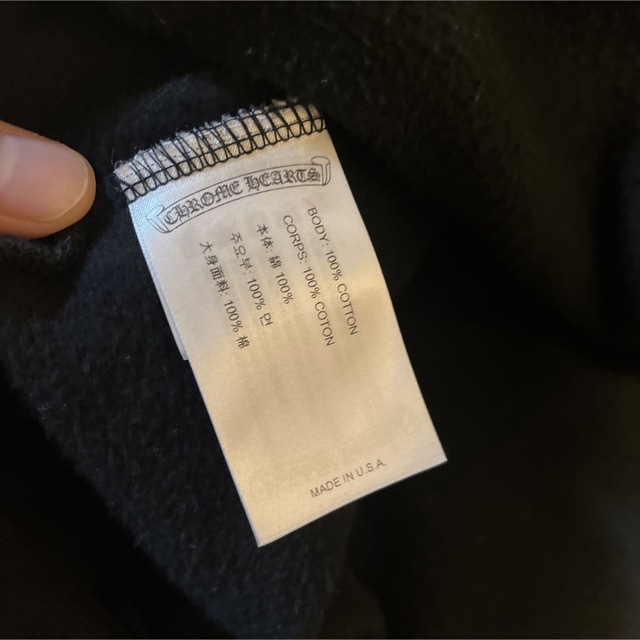 CHROME HEARTS
BODY: 100% COTTON
CORPS: 100% COTON
本体: 綿 100%
주요부: 100% 면
大身面料: 100% 棉
MADE IN U.S.A.